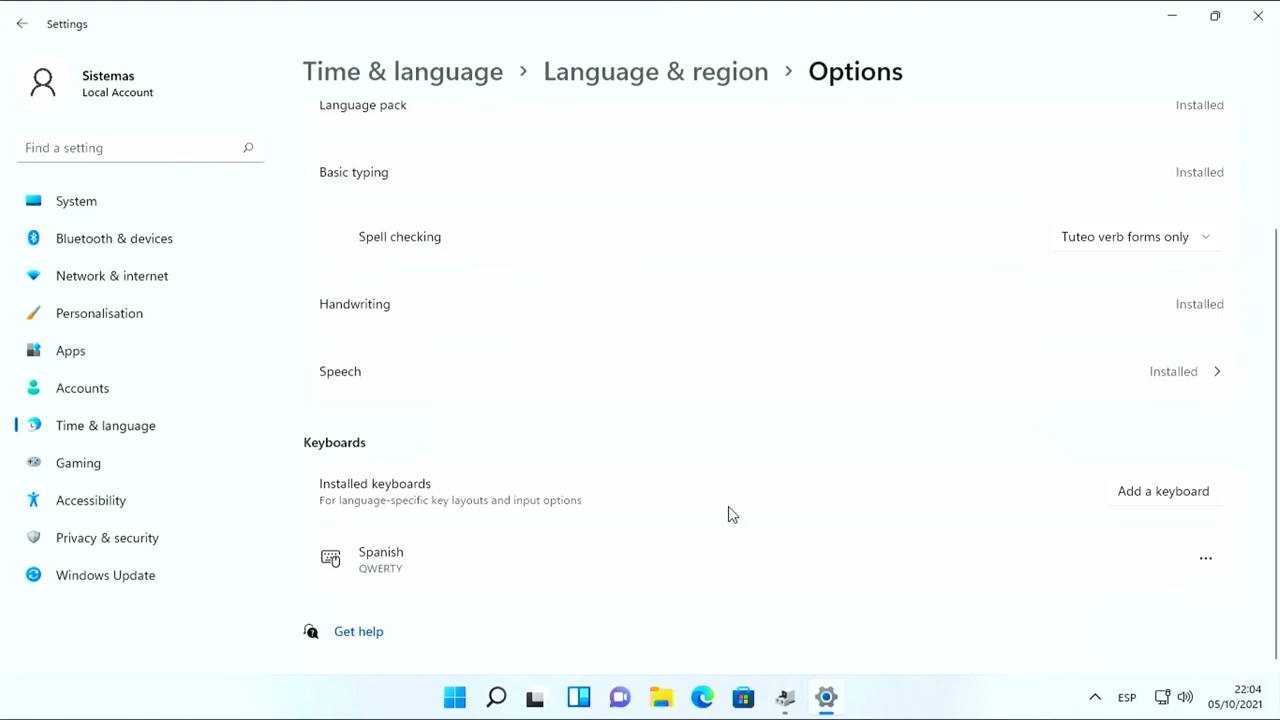 Settings
Sistemas
Local Account
Find a setting
System
Bluetooth & devices
Network & internet
Personalisation
Apps
Accounts
Time & language
Gaming
Accessibility
Privacy & security
Windows Update
Time & language › Language & region › Options
Language pack Installed
Basic typing Installed
Spell checking Tuteo verb forms only
Handwriting Installed
Speech Installed
Keyboards
Installed keyboards
For language-specific key layouts and input options
Add a keyboard
Spanish
QWERTY
Get help
ESP
22:04
05/10/2021